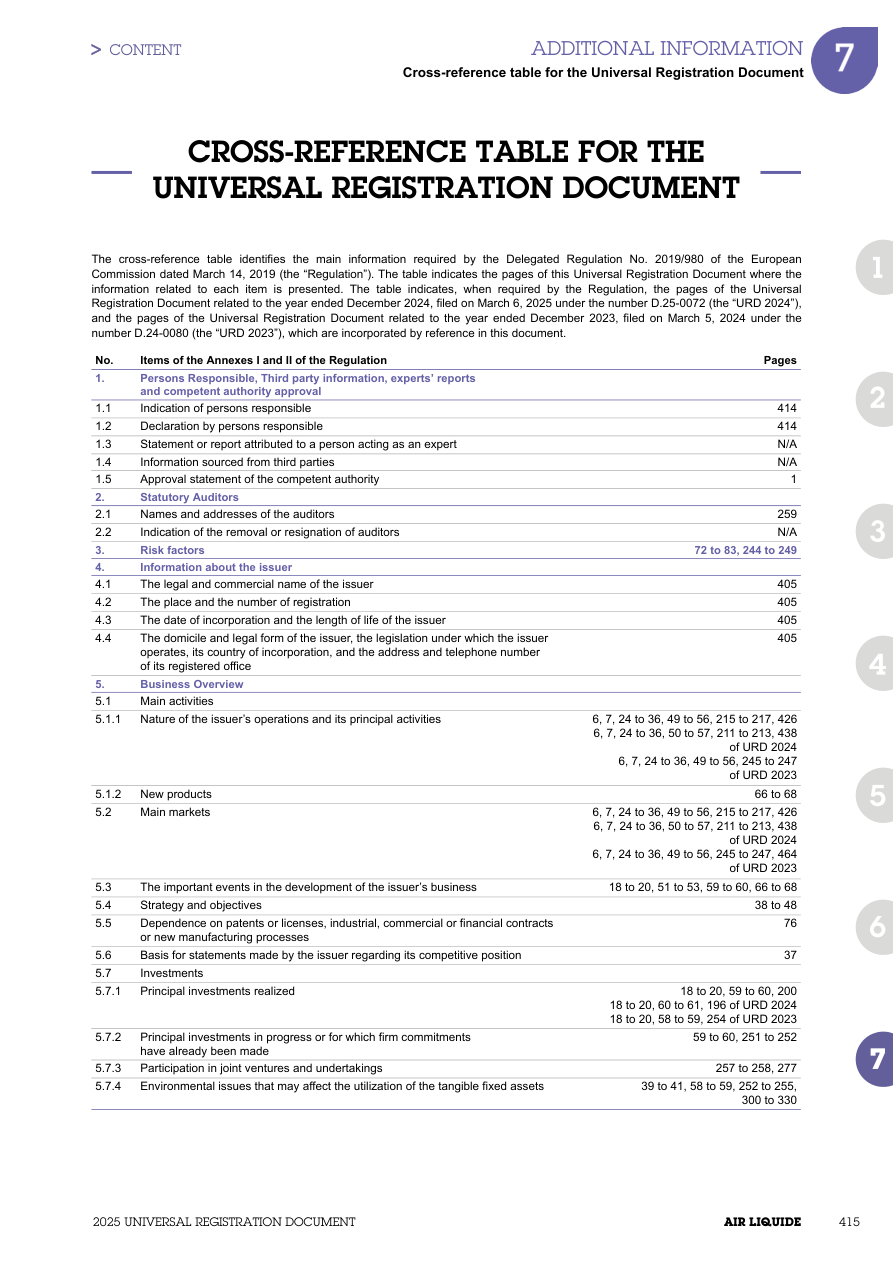 > CONTENT
ADDITIONAL INFORMATION
7
Cross-reference table for the Universal Registration Document
CROSS-REFERENCE TABLE FOR THE
UNIVERSAL REGISTRATION DOCUMENT
The cross-reference table identifies the main information required by the Delegated Regulation No. 2019/980 of the European
Commission dated March 14, 2019 (the “Regulation”). The table indicates the pages of this Universal Registration Document where the
information related to each item is presented. The table indicates, when required by the Regulation, the pages of the Universal
Registration Document related to the year ended December 2024, filed on March 6, 2025 under the number D.25-0072 (the “URD 2024”),
and the pages of the Universal Registration Document related to the year ended December 2023, filed on March 5, 2024 under the
number D.24-0080 (the “URD 2023”), which are incorporated by reference in this document.
No. Items of the Annexes I and II of the Regulation Pages
1. Persons Responsible, Third party information, experts’ reports
and competent authority approval
1.1 Indication of persons responsible 414
1.2 Declaration by persons responsible 414
1.3 Statement or report attributed to a person acting as an expert N/A
1.4 Information sourced from third parties N/A
1.5 Approval statement of the competent authority 1
2. Statutory Auditors
2.1 Names and addresses of the auditors 259
2.2 Indication of the removal or resignation of auditors N/A
3. Risk factors 72 to 83, 244 to 249
4. Information about the issuer
4.1 The legal and commercial name of the issuer 405
4.2 The place and the number of registration 405
4.3 The date of incorporation and the length of life of the issuer 405
4.4 The domicile and legal form of the issuer, the legislation under which the issuer 405
operates, its country of incorporation, and the address and telephone number
of its registered office
5. Business Overview
5.1 Main activities
5.1.1 Nature of the issuer’s operations and its principal activities 6, 7, 24 to 36, 49 to 56, 215 to 217, 426
6, 7, 24 to 36, 50 to 57, 211 to 213, 438
of URD 2024
6, 7, 24 to 36, 49 to 56, 245 to 247
of URD 2023
5.1.2 New products 66 to 68
5.2 Main markets 6, 7, 24 to 36, 49 to 56, 215 to 217, 426
6, 7, 24 to 36, 50 to 57, 211 to 213, 438
of URD 2024
6, 7, 24 to 36, 49 to 56, 245 to 247, 464
of URD 2023
5.3 The important events in the development of the issuer’s business 18 to 20, 51 to 53, 59 to 60, 66 to 68
5.4 Strategy and objectives 38 to 48
5.5 Dependence on patents or licenses, industrial, commercial or financial contracts 76
or new manufacturing processes
5.6 Basis for statements made by the issuer regarding its competitive position 37
5.7 Investments
5.7.1 Principal investments realized 18 to 20, 59 to 60, 200
18 to 20, 60 to 61, 196 of URD 2024
18 to 20, 58 to 59, 254 of URD 2023
5.7.2 Principal investments in progress or for which firm commitments 59 to 60, 251 to 252
have already been made
5.7.3 Participation in joint ventures and undertakings 257 to 258, 277
5.7.4 Environmental issues that may affect the utilization of the tangible fixed assets 39 to 41, 58 to 59, 252 to 255,
300 to 330
1
2
3
4
5
6
7
2025 UNIVERSAL REGISTRATION DOCUMENT AIR LIQUIDE 415